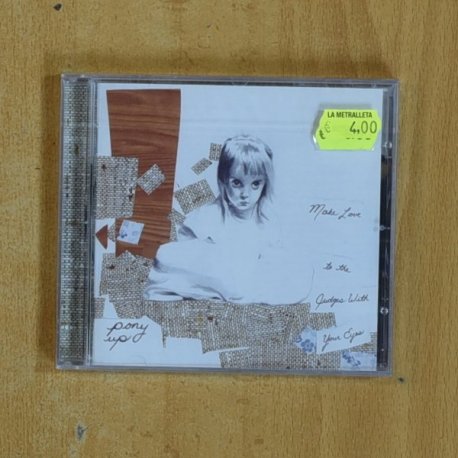 LA METRALLETA
€ 4,00
Make Love
to the
Judges With
Your Eyes
pony
up